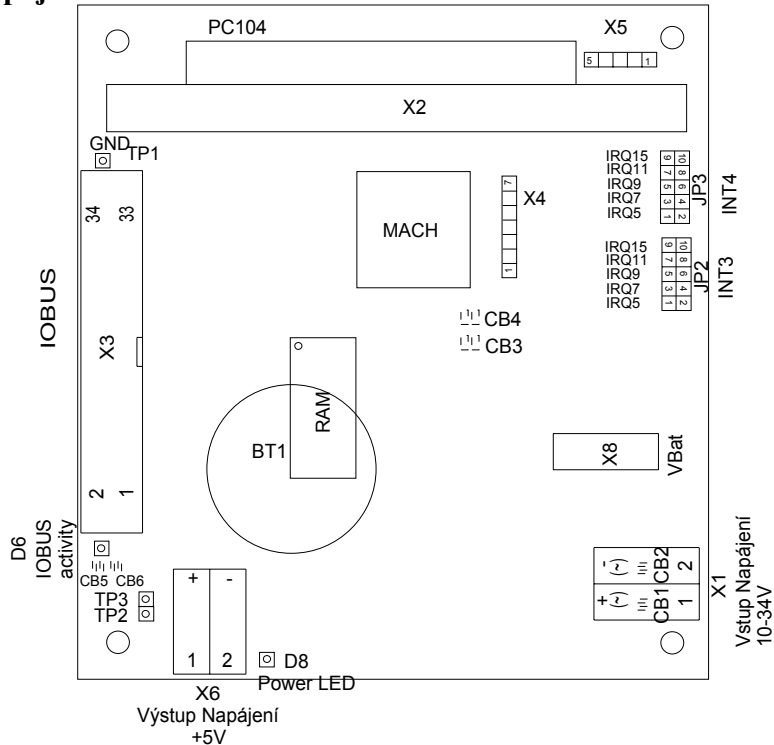 PC104
X5
5 1
X2
GND
TP1
34 33
IOBUS
X3
2 1
MACH
7
X4
1
IRQ15 9 10
IRQ11 7 8
IRQ9 5 6
IRQ7 3 4
IRQ5 1 2
JP3
INT4
IRQ15 9 10
IRQ11 7 8
IRQ9 5 6
IRQ7 3 4
IRQ5 1 2
JP2
INT3
CB4
CB3
RAM
BT1
X8
VBat
D6
IOBUS
activity
CB5 CB6
TP3
TP2
+ -
1 2
X6
Výstup Napájení
+5V
D8
Power LED
- (~) CB2 2
+ (~) CB1 1
X1
Vstup Napájení
10-34V